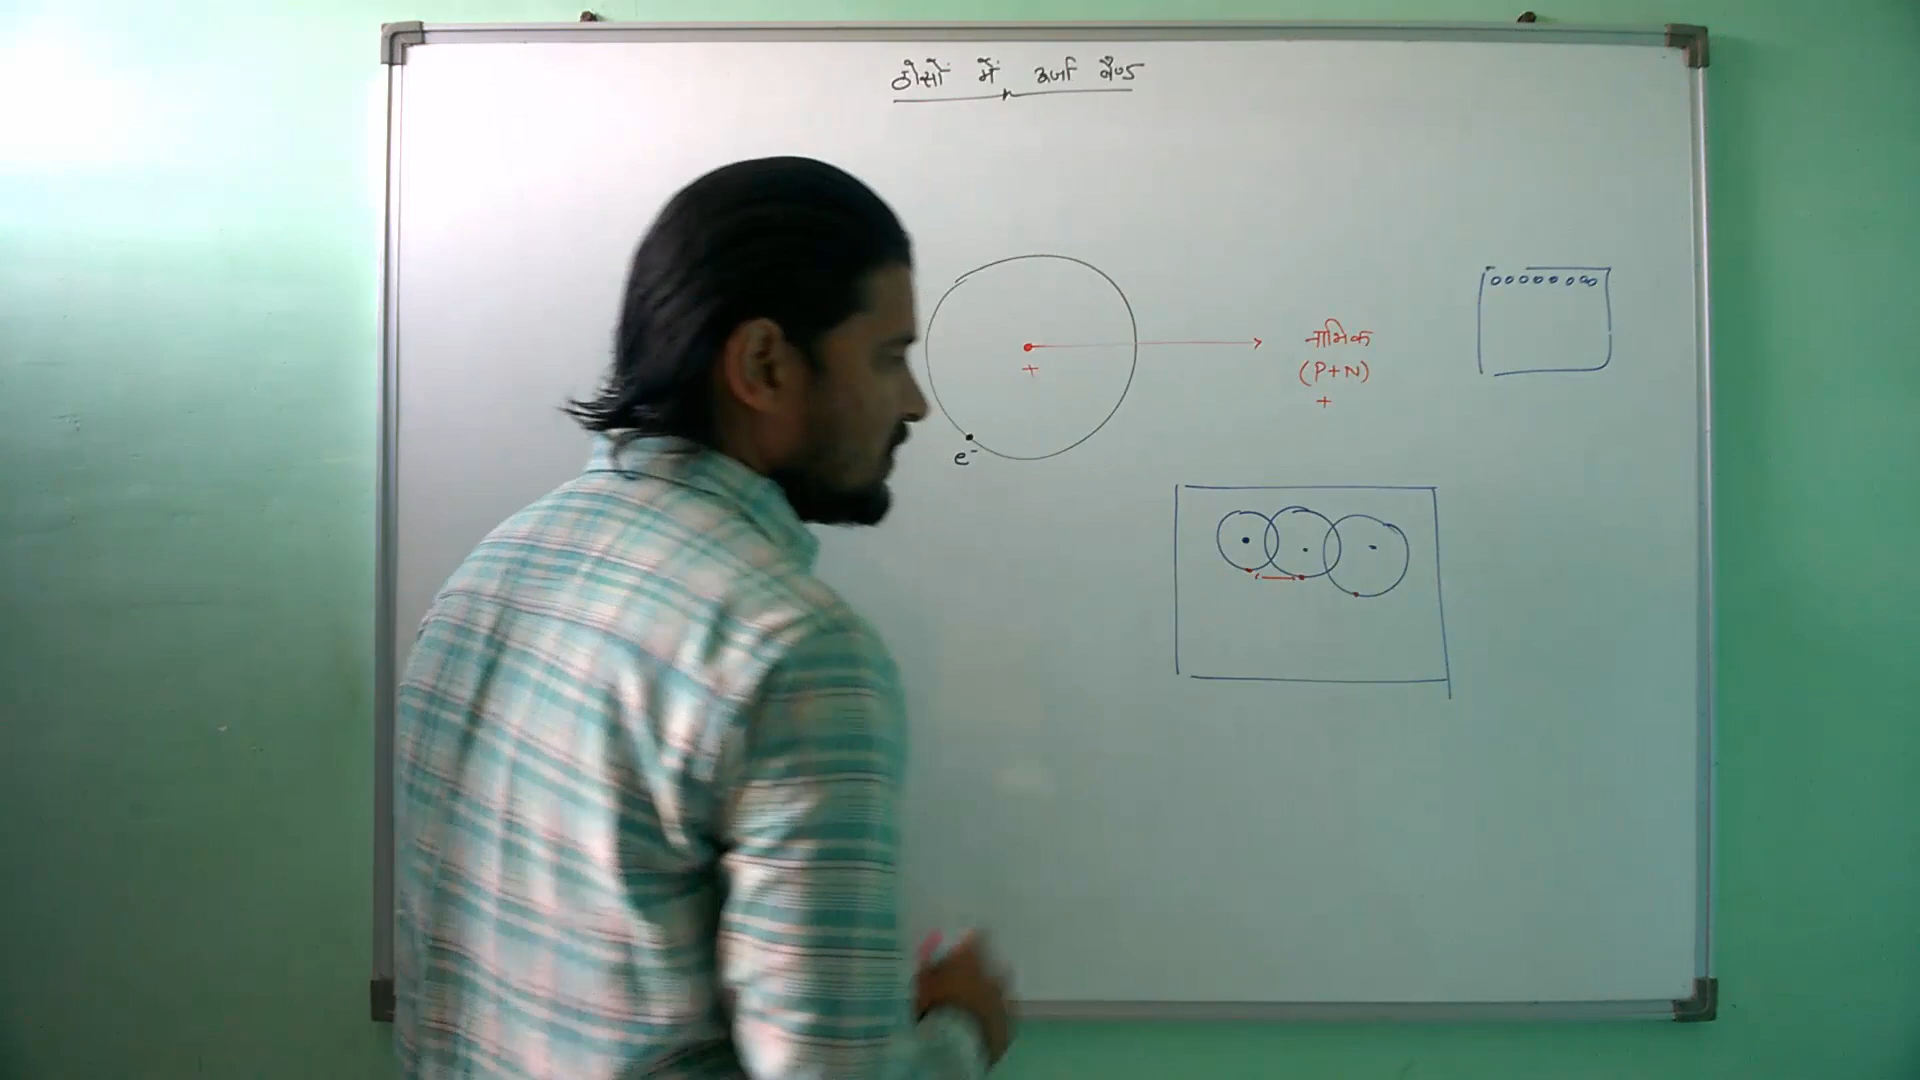 ठोसों में ऊर्जा बैण्ड
+
नाभिक
(P+N)
+
e⁻